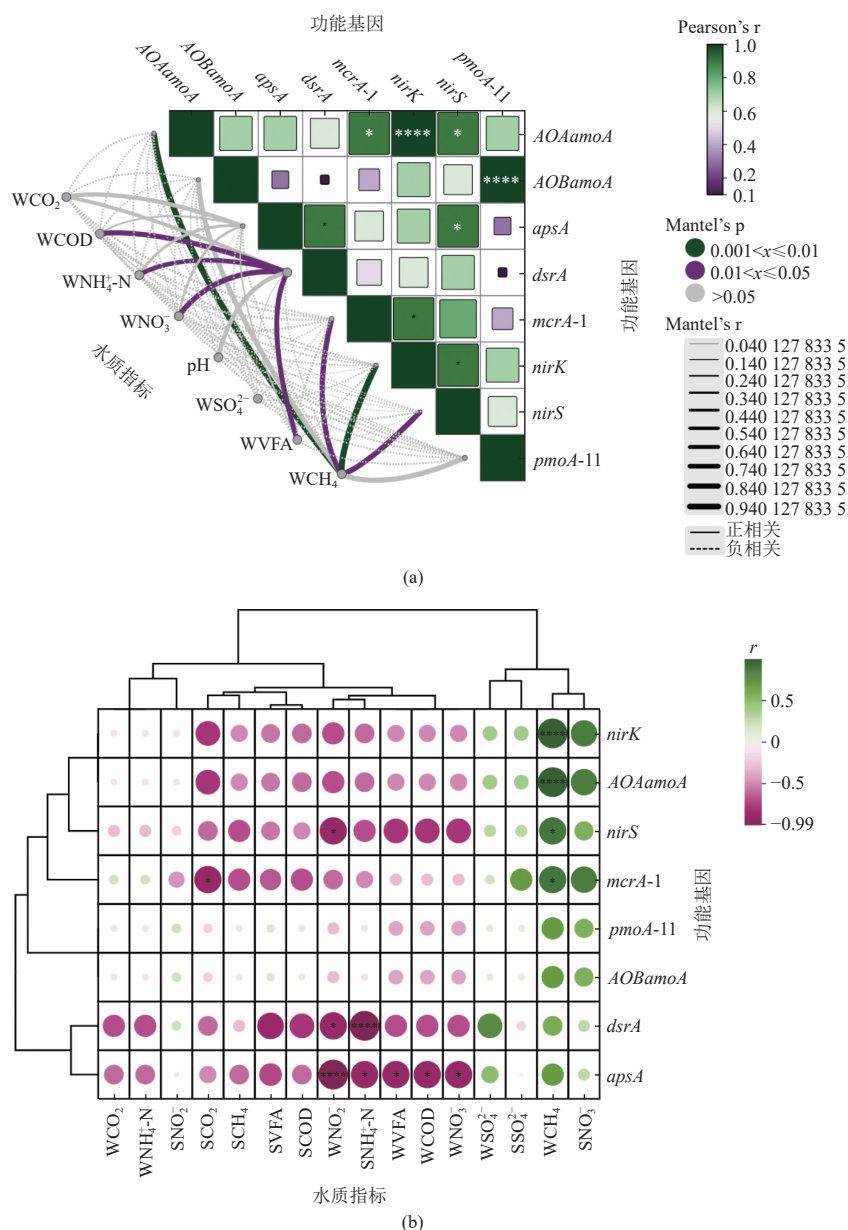 功能基因
AOAamoA
AOBamoA
apsA
dsrA
mcrA-1
nirK
nirS
pmoA-11
* **** * AOAamoA
**** AOBamoA
* * apsA
dsrA
* mcrA-1
* nirK
nirS
pmoA-11
功能基因
WCO₂
WCOD
WNH₄⁺-N
WNO₃⁻
pH
WSO₄²⁻
WVFA
WCH₄
水质指标
Pearson's r
1.0
0.8
0.6
0.4
0.2
0.1
Mantel's p
0.001<x⩽0.01
0.01<x⩽0.05
>0.05
Mantel's r
0.040 127 833 5
0.140 127 833 5
0.240 127 833 5
0.340 127 833 5
0.440 127 833 5
0.540 127 833 5
0.640 127 833 5
0.740 127 833 5
0.840 127 833 5
0.940 127 833 5
正相关
负相关
(a)
r
0.5
0
−0.5
−0.99
**** nirK
**** AOAamoA
* * nirS
* * mcrA-1
pmoA-11
AOBamoA
* **** dsrA
**** * * * * apsA
功能基因
WCO₂
WNH₄⁺-N
SNO₂⁻
SCO₂
SCH₄
SVFA
SCOD
WNO₂⁻
SNH₄⁺-N
WVFA
WCOD
WNO₃⁻
WSO₄²⁻
SSO₄²⁻
WCH₄
SNO₃⁻
水质指标
(b)